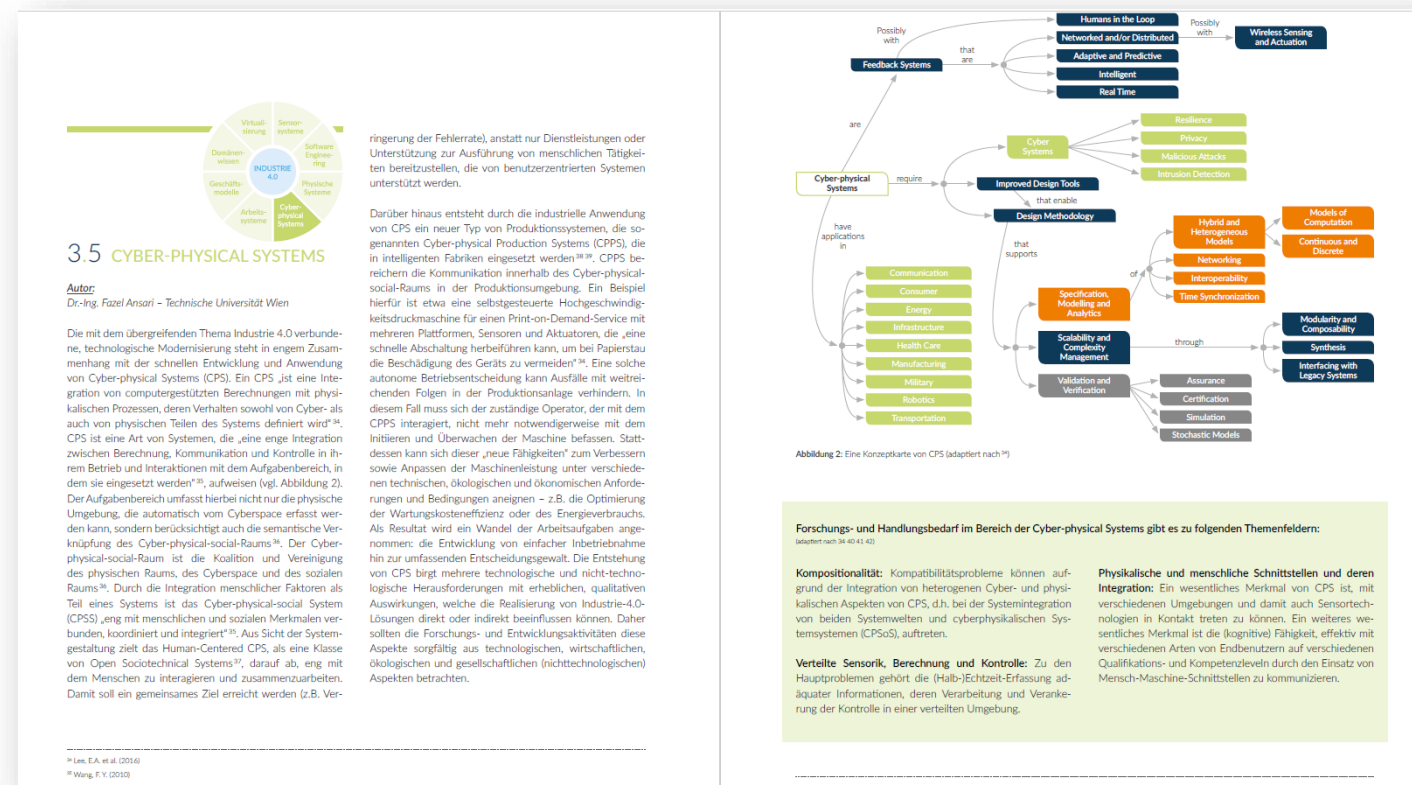 Virtuali-
sierung
Sensor-
systeme
Software
Enginee-
ring
Physische
Systeme
Cyber-
physical
Systems
Arbeits-
systeme
Geschäfts-
modelle
Domänen-
wissen
INDUSTRIE
4.0
3.5 CYBER-PHYSICAL SYSTEMS
Autor:
Dr.-Ing. Fazel Ansari – Technische Universität Wien
Die mit dem übergreifenden Thema Industrie 4.0 verbunde-
ne, technologische Modernisierung steht in engem Zusam-
menhang mit der schnellen Entwicklung und Anwendung
von Cyber-physical Systems (CPS). Ein CPS „ist eine Inte-
gration von computergestützten Berechnungen mit physi-
kalischen Prozessen, deren Verhalten sowohl von Cyber- als
auch von physischen Teilen des Systems definiert wird“³⁴.
CPS ist eine Art von Systemen, die „eine enge Integration
zwischen Berechnung, Kommunikation und Kontrolle in ih-
rem Betrieb und Interaktionen mit dem Aufgabenbereich, in
dem sie eingesetzt werden“³⁵, aufweisen (vgl. Abbildung 2).
Der Aufgabenbereich umfasst hierbei nicht nur die physische
Umgebung, die automatisch vom Cyberspace erfasst wer-
den kann, sondern berücksichtigt auch die semantische Ver-
knüpfung des Cyber-physical-social-Raums³⁶. Der Cyber-
physical-social-Raum ist die Koalition und Vereinigung
des physischen Raums, des Cyberspace und des sozialen
Raums³⁶. Durch die Integration menschlicher Faktoren als
Teil eines Systems ist das Cyber-physical-social System
(CPSS) „eng mit menschlichen und sozialen Merkmalen ver-
bunden, koordiniert und integriert“³⁵. Aus Sicht der System-
gestaltung zielt das Human-Centered CPS, als eine Klasse
von Open Sociotechnical Systems³⁷, darauf ab, eng mit
dem Menschen zu interagieren und zusammenzuarbeiten.
Damit soll ein gemeinsames Ziel erreicht werden (z.B. Ver-
ringerung der Fehlerrate), anstatt nur Dienstleistungen oder
Unterstützung zur Ausführung von menschlichen Tätigkei-
ten bereitzustellen, die von benutzerzentrierten Systemen
unterstützt werden.
Darüber hinaus entsteht durch die industrielle Anwendung
von CPS ein neuer Typ von Produktionssystemen, die so-
genannten Cyber-physical Production Systems (CPPS), die
in intelligenten Fabriken eingesetzt werden³⁸ ³⁹. CPPS be-
reichern die Kommunikation innerhalb des Cyber-physical-
social-Raums in der Produktionsumgebung. Ein Beispiel
hierfür ist etwa eine selbstgesteuerte Hochgeschwindig-
keitsdruckmaschine für einen Print-on-Demand-Service mit
mehreren Plattformen, Sensoren und Aktuatoren, die „eine
schnelle Abschaltung herbeiführen kann, um bei Papierstau
die Beschädigung des Geräts zu vermeiden“³⁴. Eine solche
autonome Betriebsentscheidung kann Ausfälle mit weitrei-
chenden Folgen in der Produktionsanlage verhindern. In
diesem Fall muss sich der zuständige Operator, der mit dem
CPPS interagiert, nicht mehr notwendigerweise mit dem
Initiieren und Überwachen der Maschine befassen. Statt-
dessen kann sich dieser „neue Fähigkeiten“ zum Verbessern
sowie Anpassen der Maschinenleistung unter verschiede-
nen technischen, ökologischen und ökonomischen Anforde-
rungen und Bedingungen aneignen – z.B. die Optimierung
der Wartungskosteneffizienz oder des Energieverbrauchs.
Als Resultat wird ein Wandel der Arbeitsaufgaben ange-
nommen: die Entwicklung von einfacher Inbetriebnahme
hin zur umfassenden Entscheidungsgewalt. Die Entstehung
von CPS birgt mehrere technologische und nicht-techno-
logische Herausforderungen mit erheblichen, qualitativen
Auswirkungen, welche die Realisierung von Industrie-4.0-
Lösungen direkt oder indirekt beeinflussen können. Daher
sollten die Forschungs- und Entwicklungsaktivitäten diese
Aspekte sorgfältig aus technologischen, wirtschaftlichen,
ökologischen und gesellschaftlichen (nichttechnologischen)
Aspekten betrachten.
³⁴ Lee, E.A. et al. (2016)
³⁵ Wang, F. Y. (2010)
Cyber-physical
Systems
are
Feedback Systems
Possibly
with
Humans in the Loop
that
are
Networked and/or Distributed
Possibly
with
Wireless Sensing
and Actuation
Adaptive and Predictive
Intelligent
Real Time
require
Cyber
Systems
Resilience
Privacy
Malicious Attacks
Intrusion Detection
Improved Design Tools
that enable
Design Methodology
that
supports
Specification,
Modelling and
Analytics
of
Hybrid and
Heterogeneous
Models
Models of
Computation
Continuous and
Discrete
Networking
Interoperability
Time Synchronization
Scalability and
Complexity
Management
through
Modularity and
Composability
Synthesis
Interfacing with
Legacy Systems
Validation and
Verification
Assurance
Certification
Simulation
Stochastic Models
have
applications
in
Communication
Consumer
Energy
Infrastructure
Health Care
Manufacturing
Military
Robotics
Transportation
Abbildung 2: Eine Konzeptkarte von CPS (adaptiert nach ³⁴)
Forschungs- und Handlungsbedarf im Bereich der Cyber-physical Systems gibt es zu folgenden Themenfeldern:
(adaptiert nach 34 40 41 42)
Kompositionalität: Kompatibilitätsprobleme können auf-
grund der Integration von heterogenen Cyber- und physi-
kalischen Aspekten von CPS, d.h. bei der Systemintegration
von beiden Systemwelten und cyberphysikalischen Sys-
temsystemen (CPSoS), auftreten.
Verteilte Sensorik, Berechnung und Kontrolle: Zu den
Hauptproblemen gehört die (Halb-)Echtzeit-Erfassung ad-
äquater Informationen, deren Verarbeitung und Veranke-
rung der Kontrolle in einer verteilten Umgebung.
Physikalische und menschliche Schnittstellen und deren
Integration: Ein wesentliches Merkmal von CPS ist, mit
verschiedenen Umgebungen und damit auch Sensortech-
nologien in Kontakt treten zu können. Ein weiteres we-
sentliches Merkmal ist die (kognitive) Fähigkeit, effektiv mit
verschiedenen Arten von Endbenutzern auf verschiedenen
Qualifikations- und Kompetenzleveln durch den Einsatz von
Mensch-Maschine-Schnittstellen zu kommunizieren.